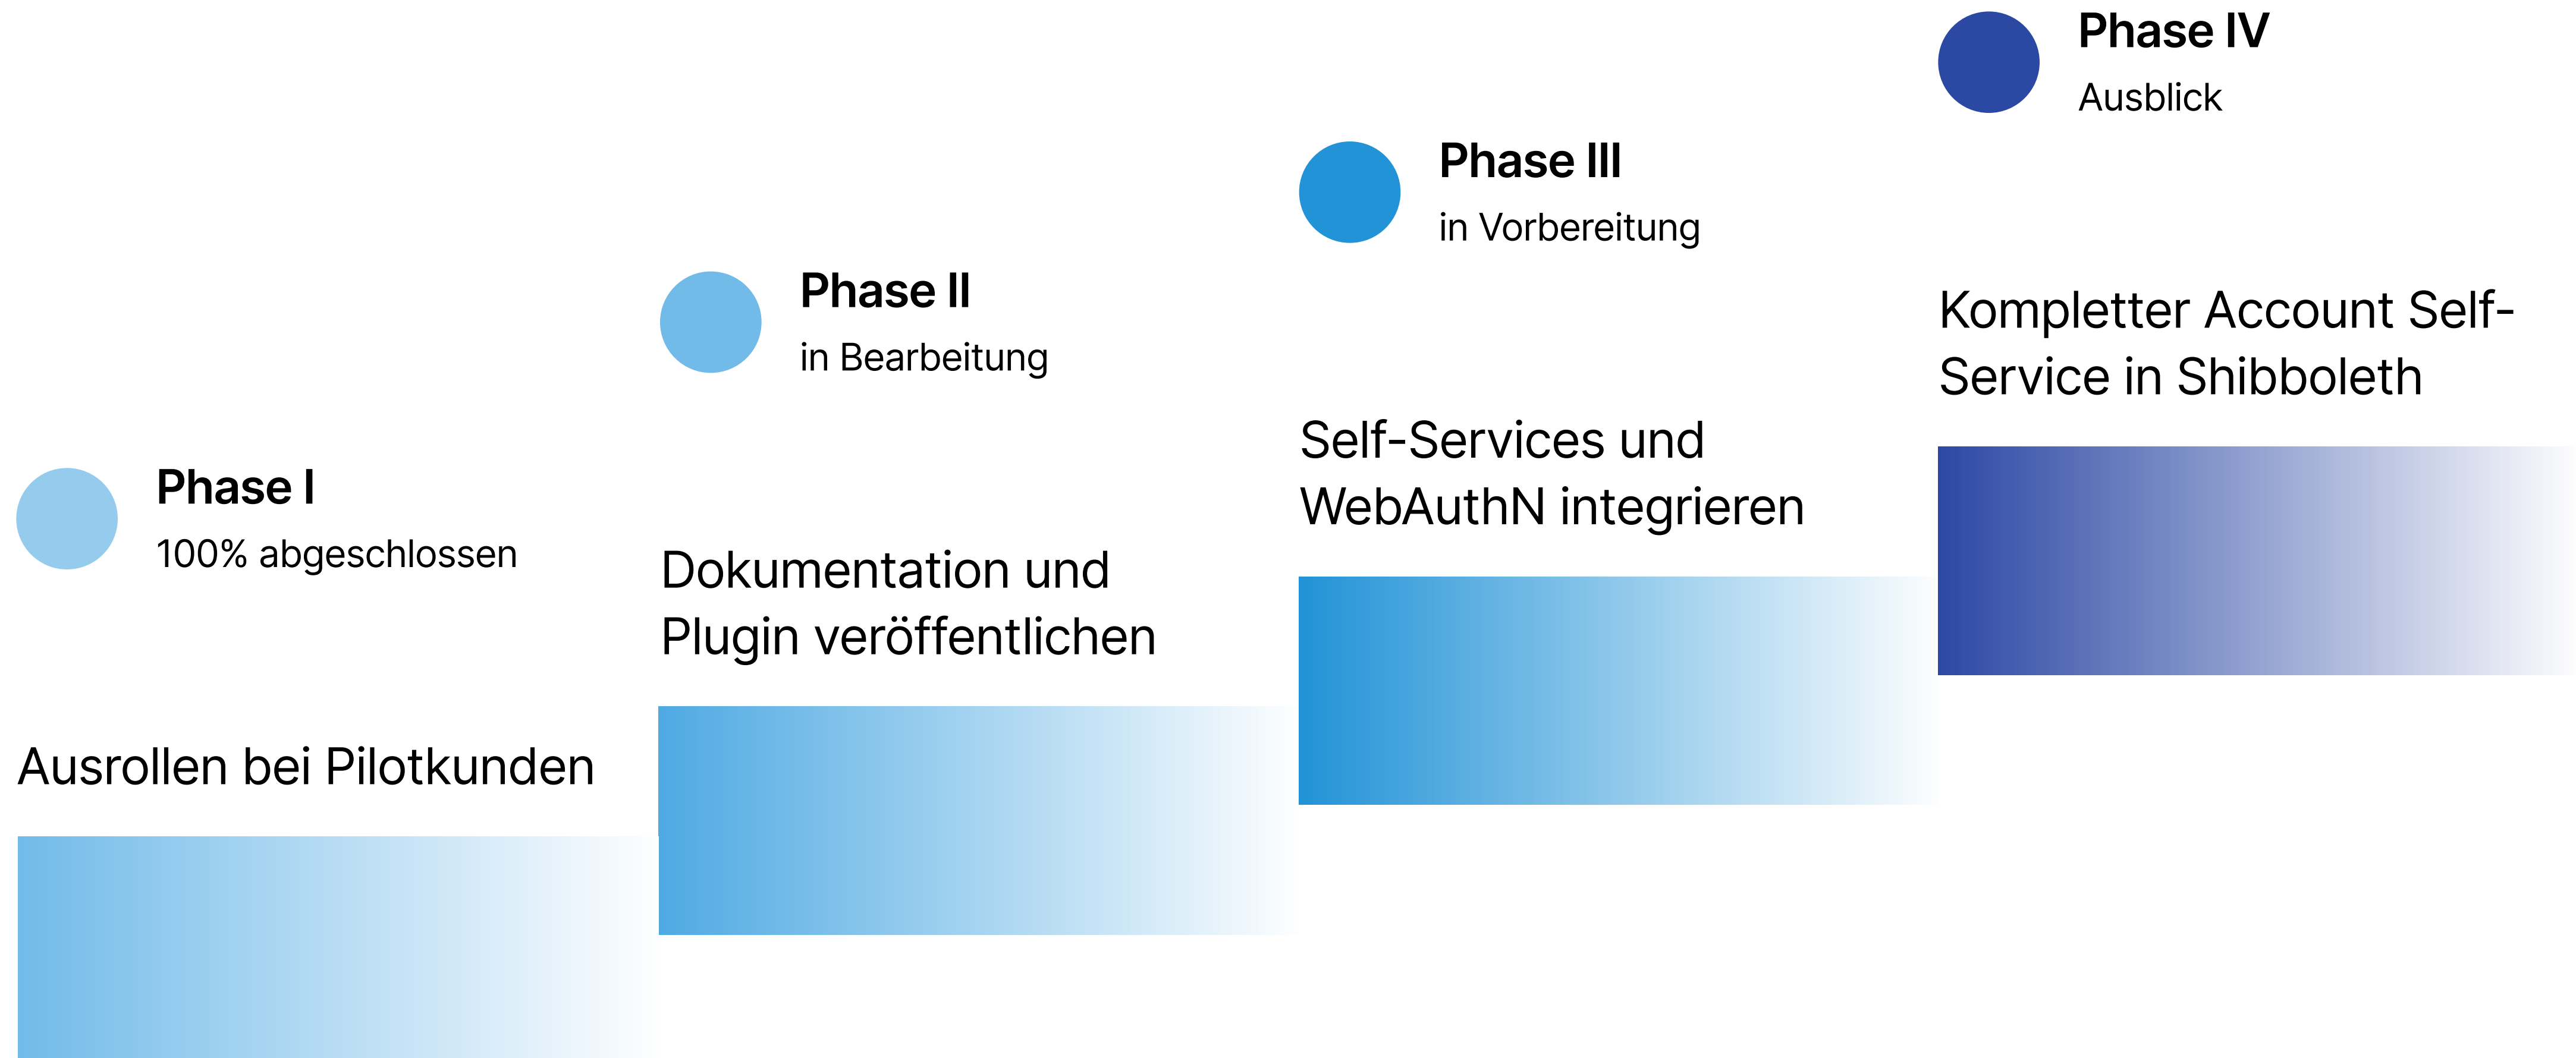 Phase I
100% abgeschlossen
Ausrollen bei Pilotkunden
Phase II
in Bearbeitung
Dokumentation und
Plugin veröffentlichen
Phase III
in Vorbereitung
Self-Services und
WebAuthN integrieren
Phase IV
Ausblick
Kompletter Account Self-
Service in Shibboleth